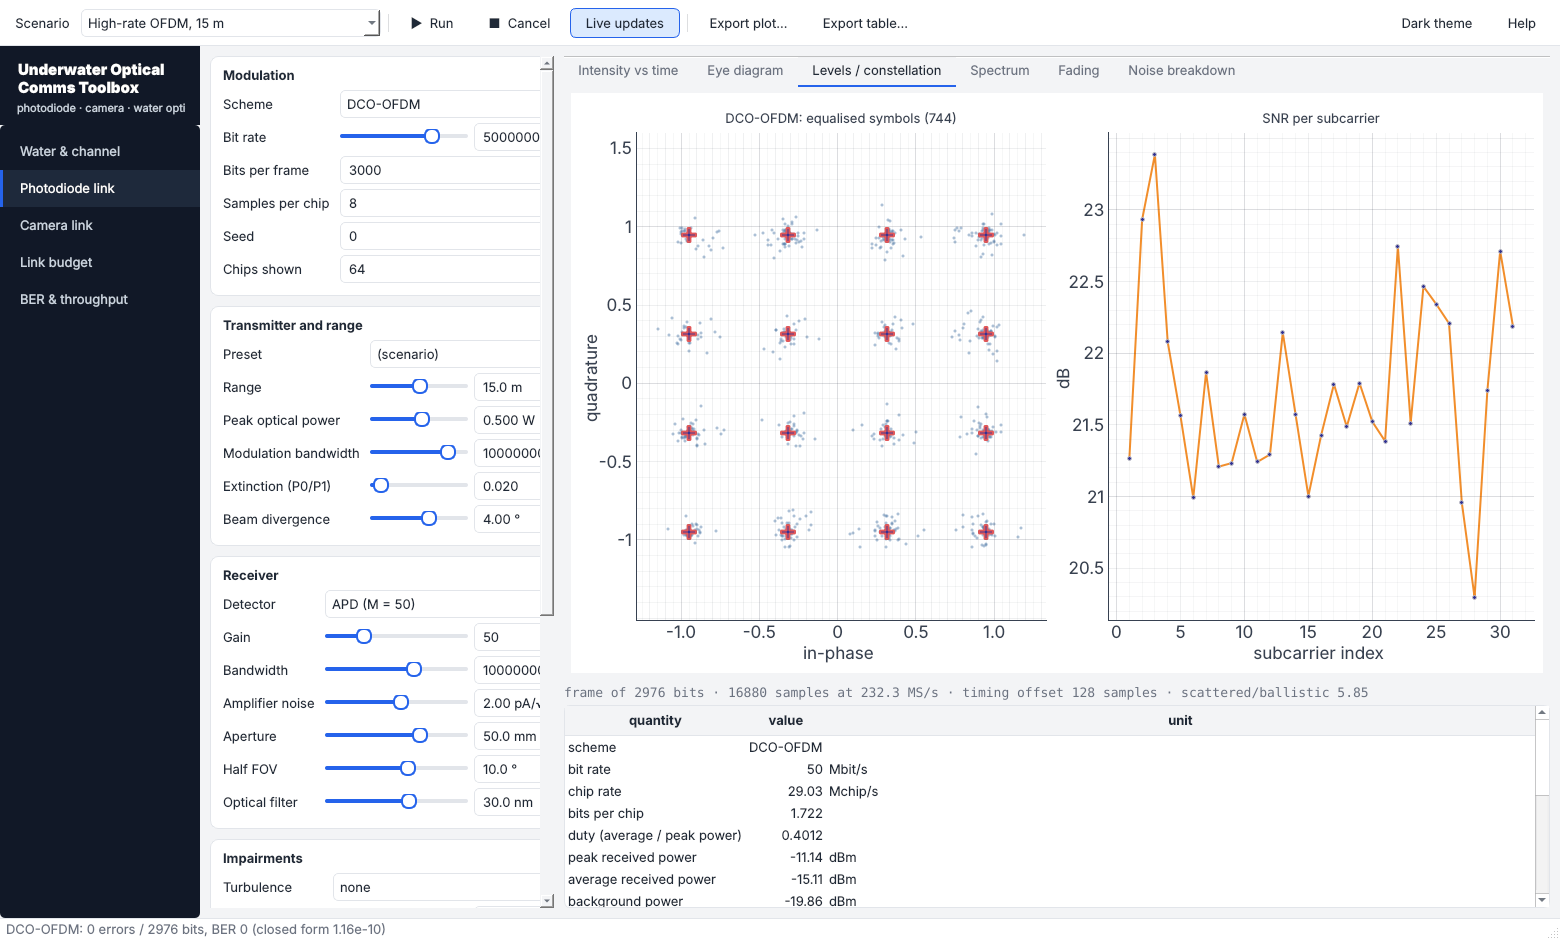 Scenario
High-rate OFDM, 15 m
Run
Cancel
Live updates
Export plot...
Export table...
Dark theme
Help
Underwater Optical
Comms Toolbox
photodiode · camera · water opti
Water & channel
Photodiode link
Camera link
Link budget
BER & throughput
Modulation
Scheme DCO-OFDM
Bit rate 5000000
Bits per frame 3000
Samples per chip 8
Seed 0
Chips shown 64
Transmitter and range
Preset (scenario)
Range 15.0 m
Peak optical power 0.500 W
Modulation bandwidth 1000000
Extinction (P0/P1) 0.020
Beam divergence 4.00 °
Receiver
Detector APD (M = 50)
Gain 50
Bandwidth 1000000
Amplifier noise 2.00 pA/
Aperture 50.0 mm
Half FOV 10.0 °
Optical filter 30.0 nm
Impairments
Turbulence none
Intensity vs time
Eye diagram
Levels / constellation
Spectrum
Fading
Noise breakdown
DCO-OFDM: equalised symbols (744)
1.5
1
0.5
0
-0.5
-1
quadrature
-1.0 -0.5 0 0.5 1.0
in-phase
SNR per subcarrier
23
22.5
22
21.5
21
20.5
dB
0 5 10 15 20 25 30
subcarrier index
frame of 2976 bits · 16880 samples at 232.3 MS/s · timing offset 128 samples · scattered/ballistic 5.85
quantity value unit
scheme DCO-OFDM
bit rate 50 Mbit/s
chip rate 29.03 Mchip/s
bits per chip 1.722
duty (average / peak power) 0.4012
peak received power -11.14 dBm
average received power -15.11 dBm
background power -19.86 dBm
DCO-OFDM: 0 errors / 2976 bits, BER 0 (closed form 1.16e-10)